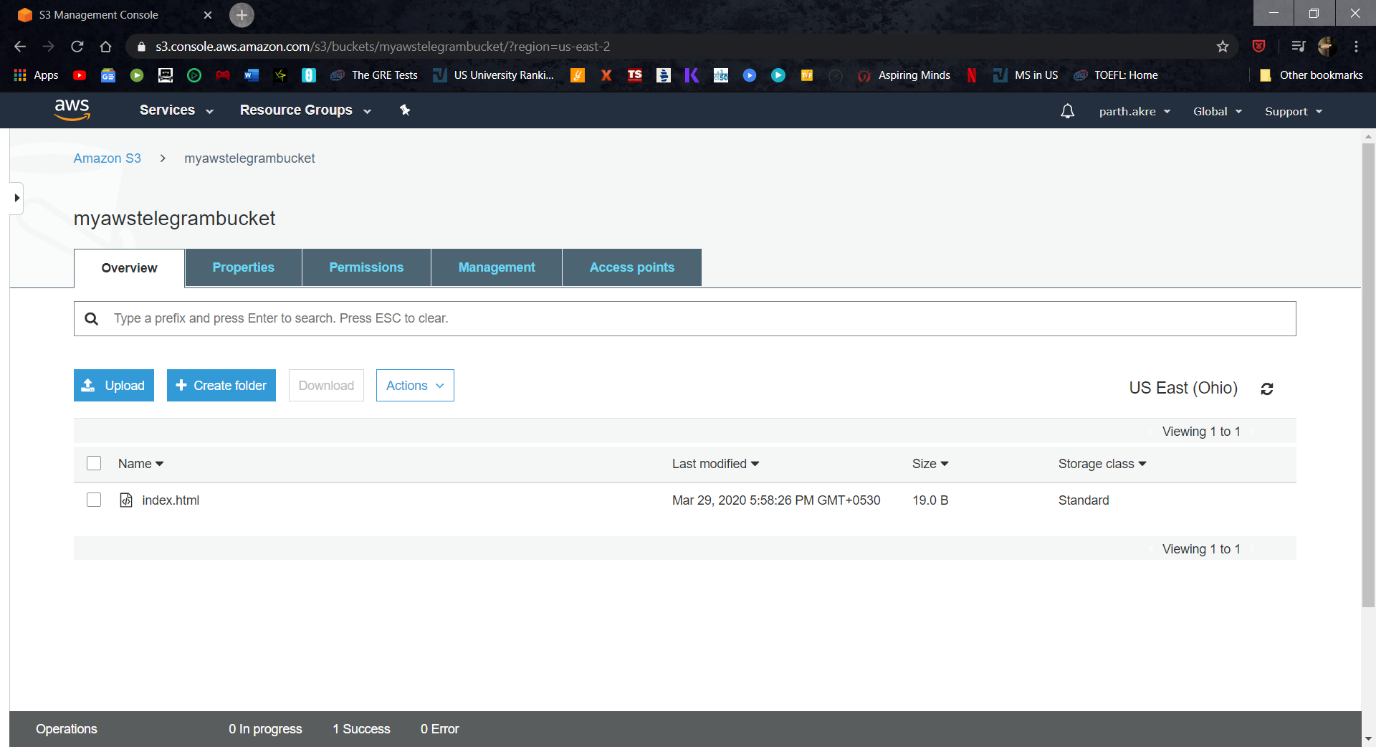 S3 Management Console
s3.console.aws.amazon.com/s3/buckets/myawstelegrambucket/?region=us-east-2
Apps
The GRE Tests
US University Ranki...
TS
Aspiring Minds
MS in US
TOEFL: Home
Other bookmarks
aws
Services
Resource Groups
parth.akre
Global
Support
Amazon S3 > myawstelegrambucket
myawstelegrambucket
Overview
Properties
Permissions
Management
Access points
Type a prefix and press Enter to search. Press ESC to clear.
Upload
+ Create folder
Download
Actions
US East (Ohio)
Viewing 1 to 1
Name
Last modified
Size
Storage class
index.html
Mar 29, 2020 5:58:26 PM GMT+0530
19.0 B
Standard
Viewing 1 to 1
Operations
0 In progress
1 Success
0 Error